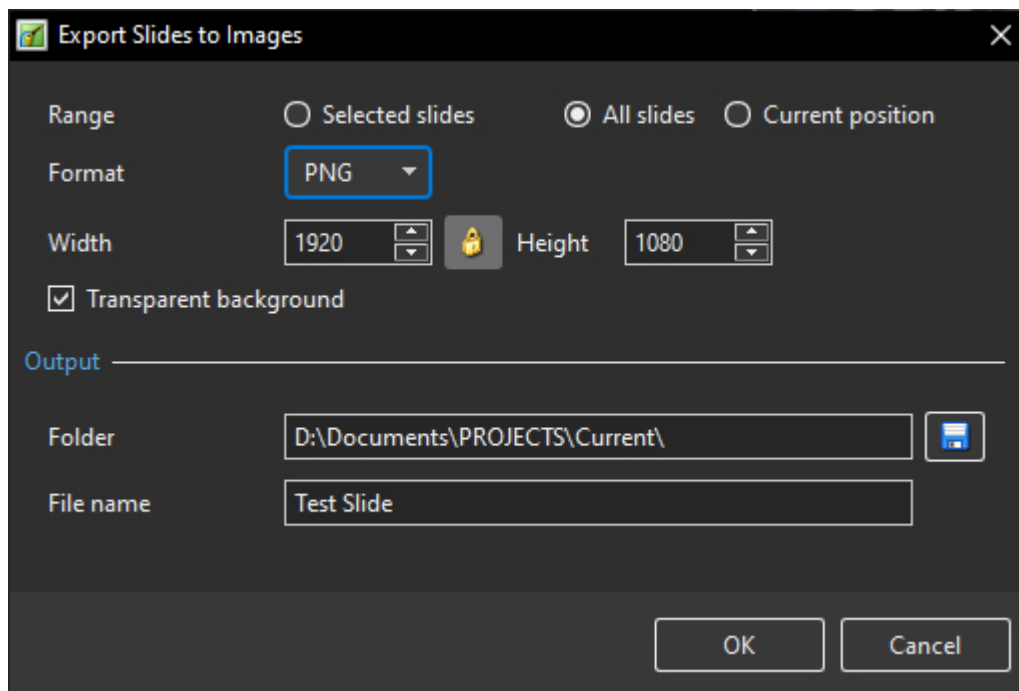 Export Slides to Images
Range Selected slides All slides Current position
Format PNG
Width 1920 Height 1080
Transparent background
Output
Folder D:\Documents\PROJECTS\Current\
File name Test Slide
OK Cancel